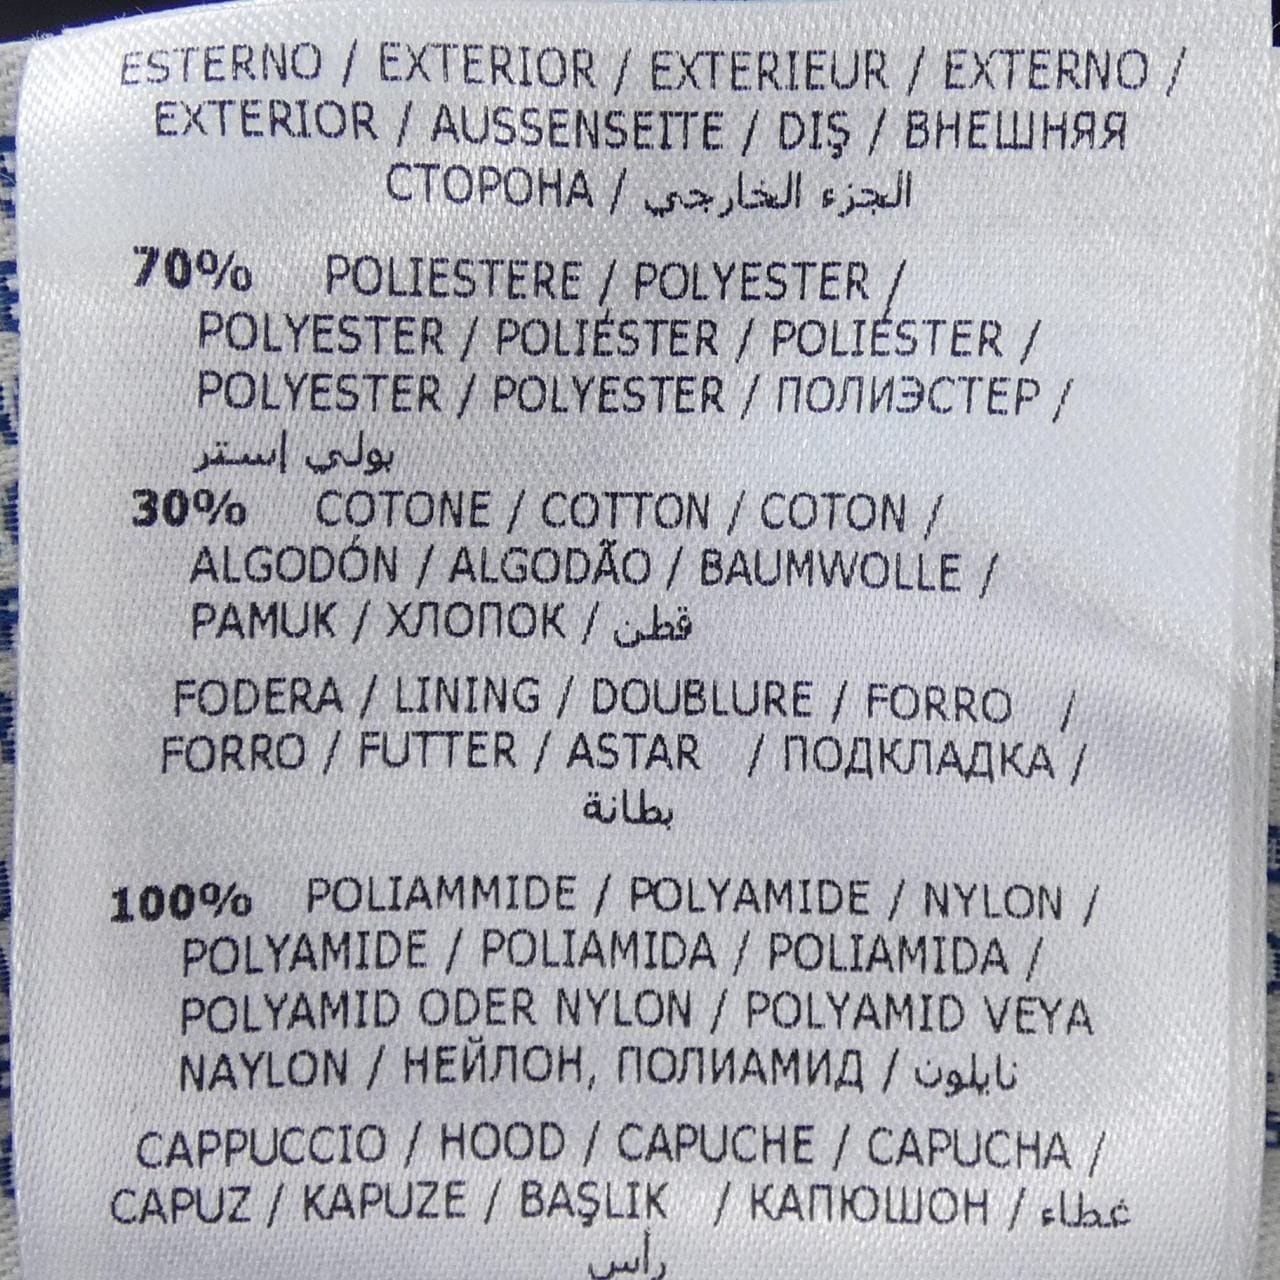 ESTERNO / EXTERIOR / EXTERIEUR / EXTERNO /
EXTERIOR / AUSSENSEITE / DIŞ / ВНЕШНЯЯ
СТОРОНА / الجزء الخارجي
70% POLIESTERE / POLYESTER /
POLYESTER / POLIÉSTER / POLIÉSTER /
POLYESTER / POLYESTER / ПОЛИЭСТЕР /
بولي إستر
30% COTONE / COTTON / COTON /
ALGODÓN / ALGODÃO / BAUMWOLLE /
PAMUK / ХЛОПОК / قطن
FODERA / LINING / DOUBLURE / FORRO /
FORRO / FUTTER / ASTAR / ПОДКЛАДКА /
بطانة
100% POLIAMMIDE / POLYAMIDE / NYLON /
POLYAMIDE / POLIAMIDA / POLIAMIDA /
POLYAMID ODER NYLON / POLYAMID VEYA
NAYLON / НЕЙЛОН, ПОЛИАМИД / نايلون
CAPPUCCIO / HOOD / CAPUCHE / CAPUCHA /
CAPUZ / KAPUZE / BAŞLIK / КАПЮШОН / غطاء
رأس